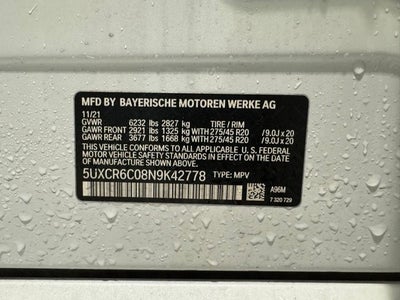 MFD BY BAYERISCHE MOTOREN WERKE AG
11/21
GVWR 6232 lbs 2827 kg TIRE / RIM
GAWR FRONT 2921 lbs 1325 kg WITH 275/45 R20 /9.0J x 20
GAWR REAR 3677 lbs 1668 kg WITH 275/45 R20 /9.0J x 20
THIS VEHICLE CONFORMS TO ALL APPLICABLE
U.S. FEDERAL MOTOR VEHICLE SAFETY
STANDARDS IN EFFECT ON THE DATE OF
MANUFACTURE SHOWN ABOVE.
5UXCR6C08N9K42778 TYPE: MPV
A96M
7 320 729